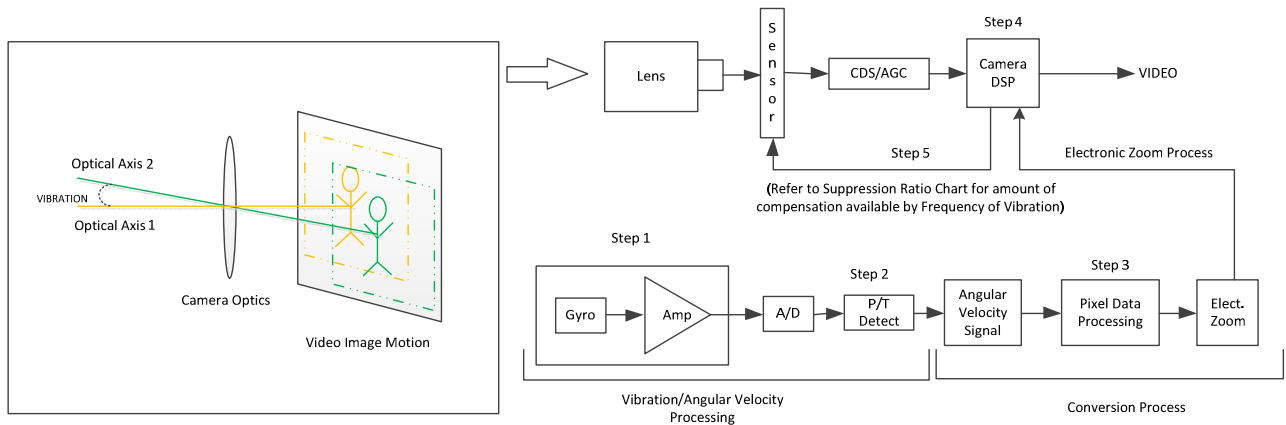 Optical Axis 2
VIBRATION
Optical Axis 1
Camera Optics
Video Image Motion
Lens
Sensor
CDS/AGC
Step 4
Camera
DSP
VIDEO
Step 5
Electronic Zoom Process
(Refer to Suppression Ratio Chart for amount of
compensation available by Frequency of Vibration)
Step 1
Gyro
Amp
A/D
Step 2
P/T
Detect
Angular
Velocity
Signal
Step 3
Pixel Data
Processing
Elect.
Zoom
Vibration/Angular Velocity
Processing
Conversion Process